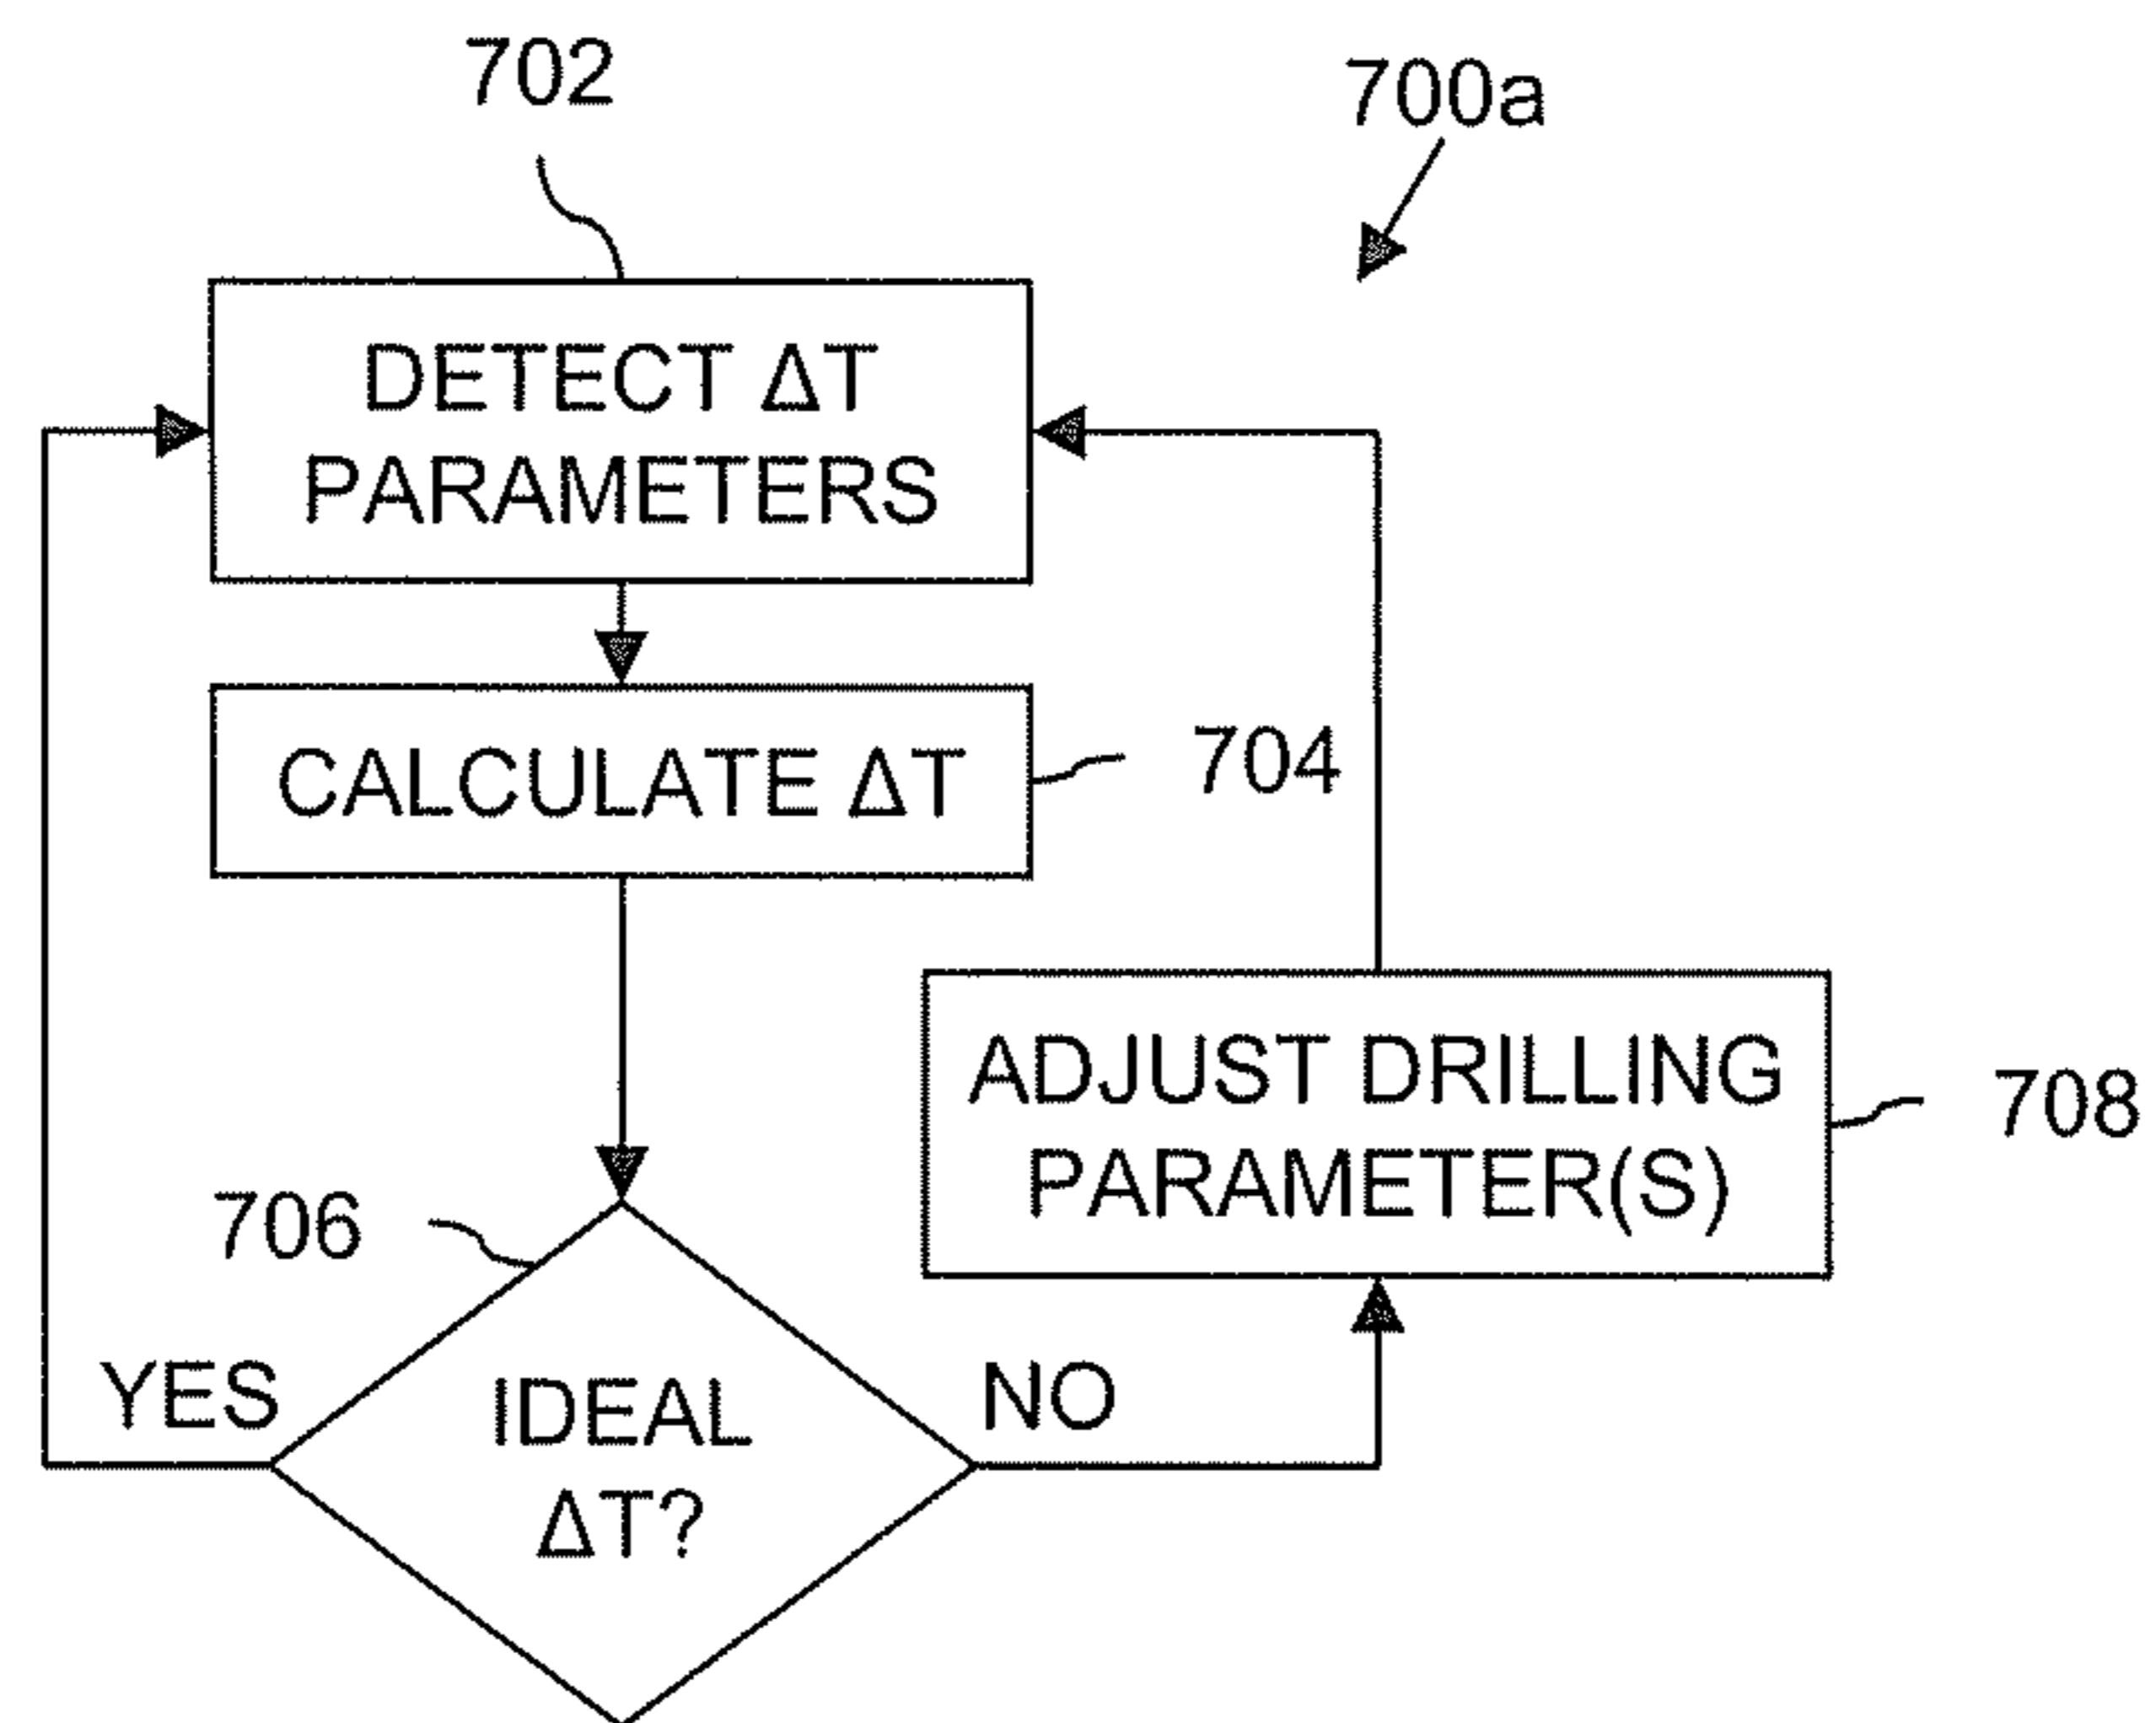 702
700a
DETECT ΔT
PARAMETERS
CALCULATE ΔT
704
ADJUST DRILLING
PARAMETER(S)
708
706
YES
IDEAL
ΔT?
NO